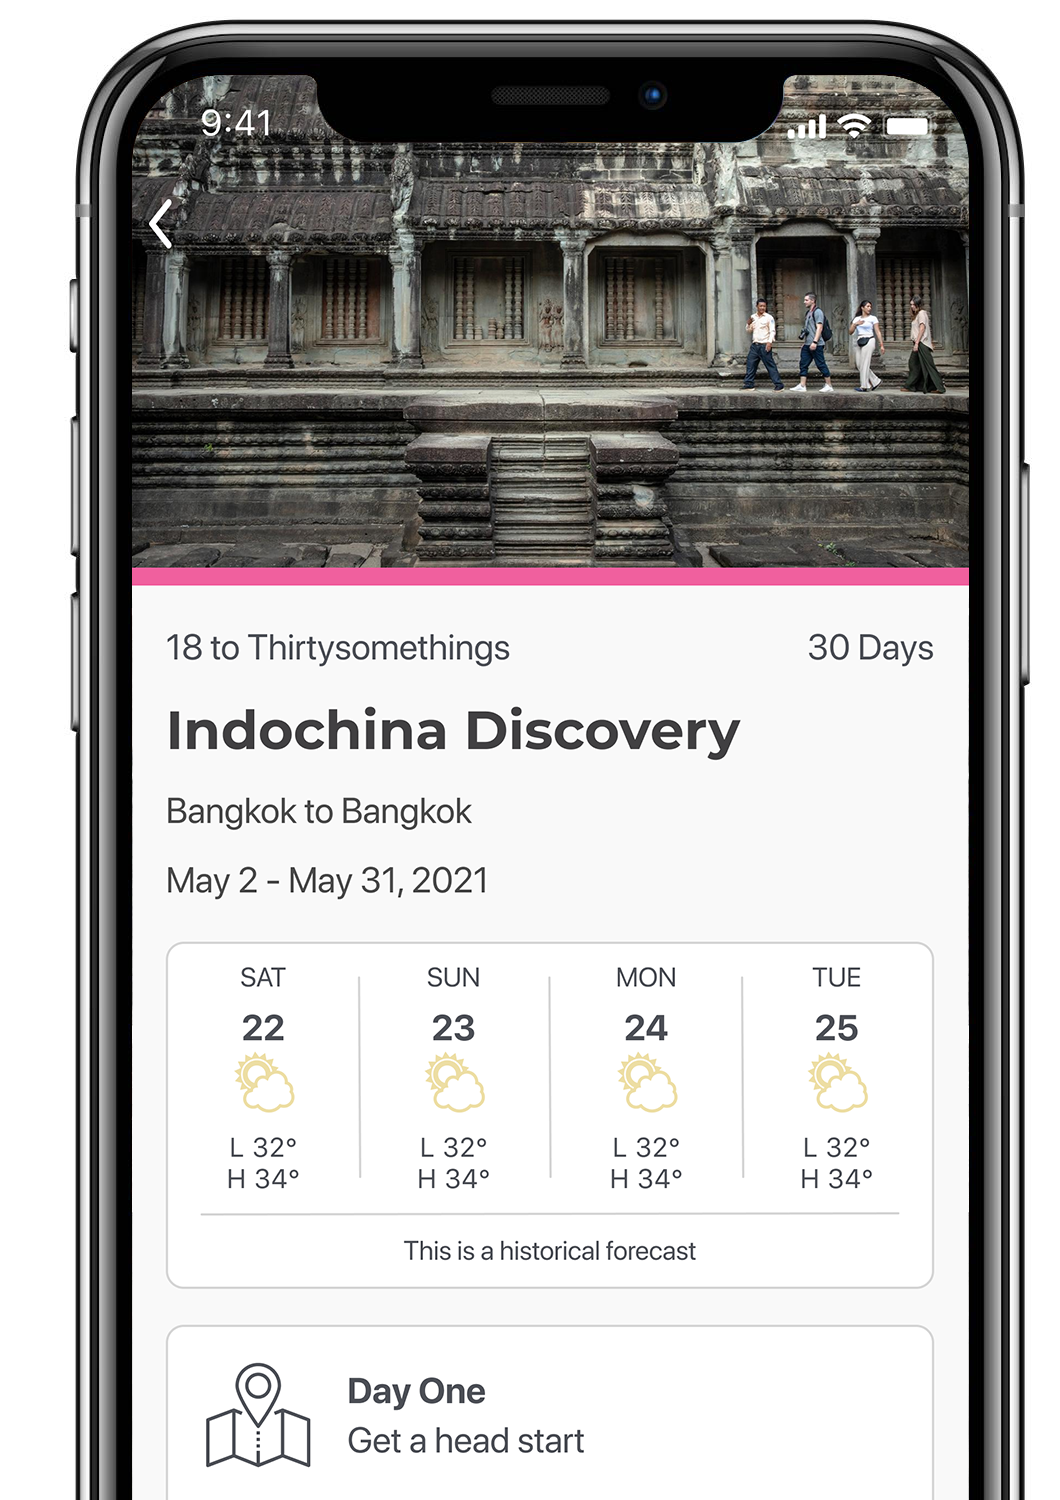 9:41
18 to Thirtysomethings 30 Days
Indochina Discovery
Bangkok to Bangkok
May 2 - May 31, 2021
SAT SUN MON TUE
22 23 24 25
L 32° L 32° L 32° L 32°
H 34° H 34° H 34° H 34°
This is a historical forecast
Day One
Get a head start